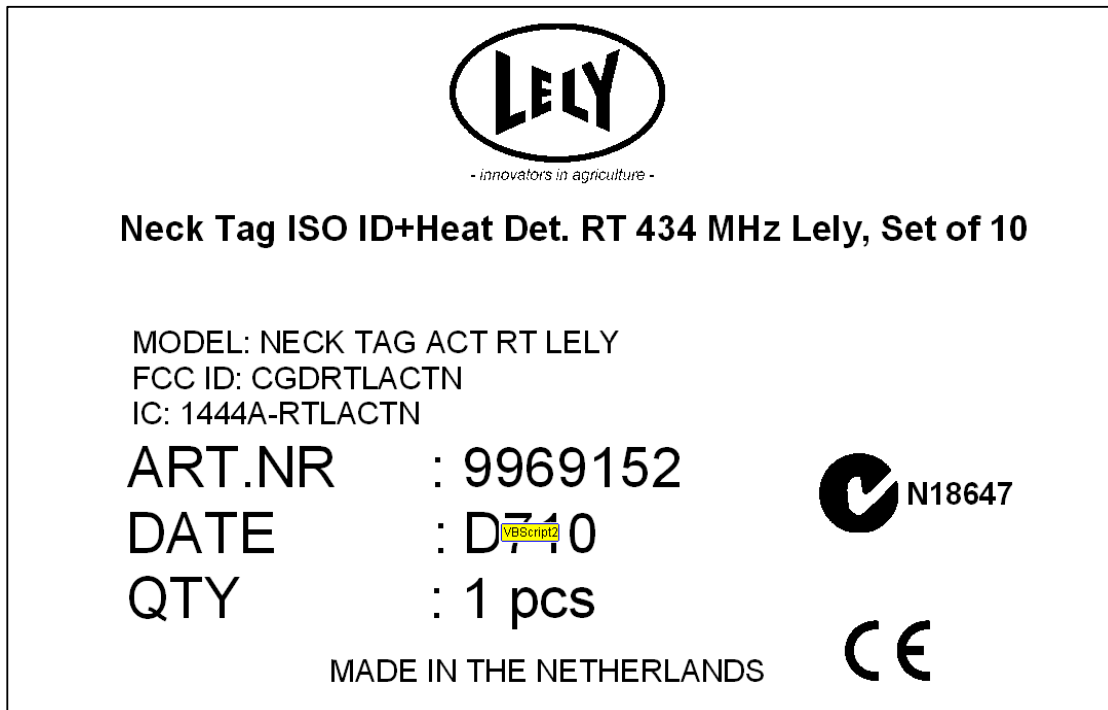 LELY
- innovators in agriculture -
Neck Tag ISO ID+Heat Det. RT 434 MHz Lely, Set of 10
MODEL: NECK TAG ACT RT LELY
FCC ID: CGDRTLACTN
IC: 1444A-RTLACTN
ART.NR : 9969152
N18647
DATE : D710
VBScript2
QTY : 1 pcs
CE
MADE IN THE NETHERLANDS